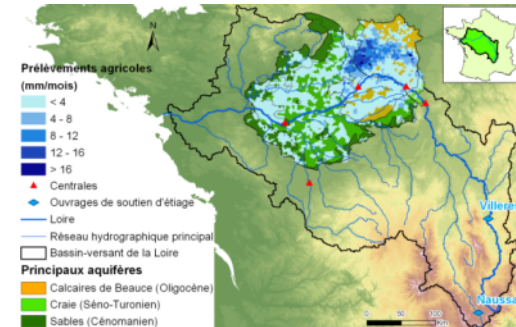 N
Prélèvements agricoles
(mm/mois)
< 4
4 - 8
8 - 12
12 - 16
> 16
Centrales
Ouvrages de soutien d'étiage
Loire
Réseau hydrographique principal
Bassin-versant de la Loire
Principaux aquifères
Calcaires de Beauce (Oligocène)
Craie (Séno-Turonien)
Sables (Cénomanien)
Villeres
Naussa
0 50 100
Km